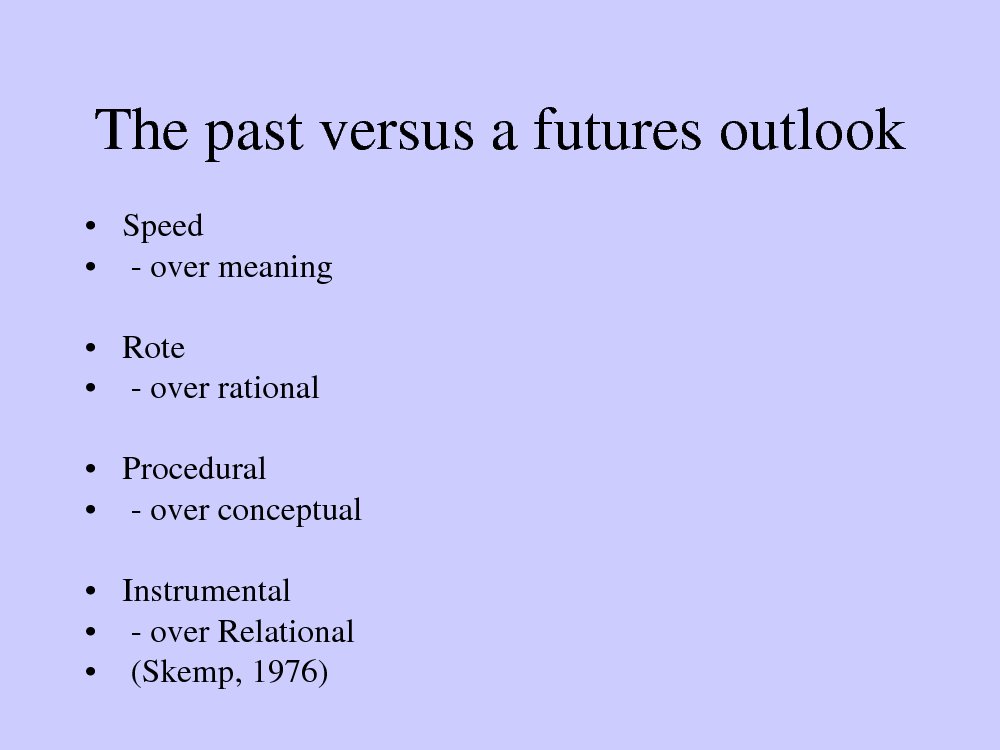 The past versus a futures outlook
• Speed
• - over meaning
• Rote
• - over rational
• Procedural
• - over conceptual
• Instrumental
• - over Relational
• (Skemp, 1976)